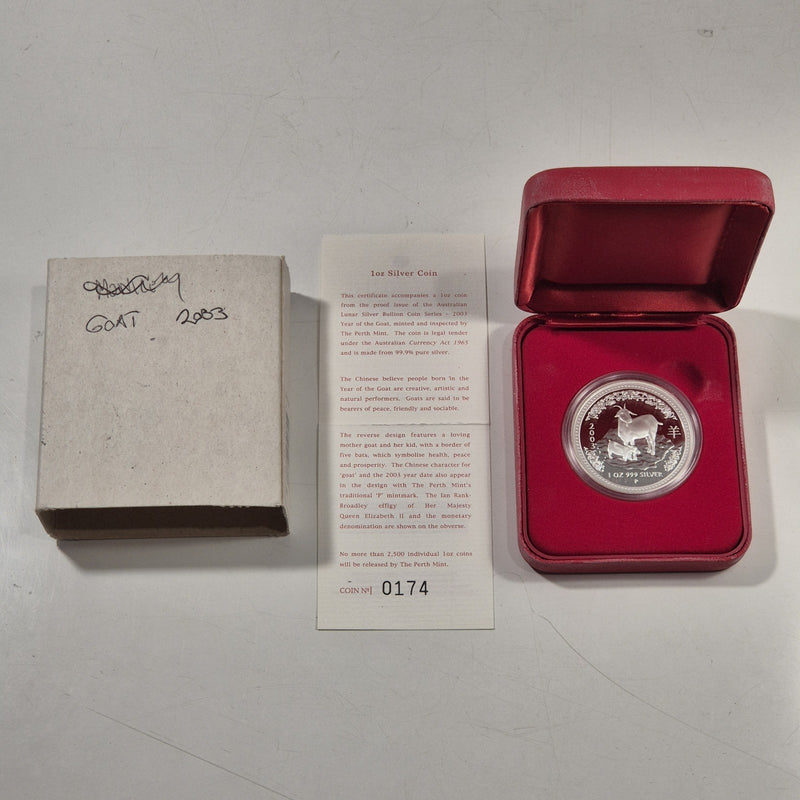 GOAT 2003
1oz Silver Coin
This certificate accompanies a 1oz coin
from the proof issue of the Australian
Lunar Silver Bullion Coin Series - 2003
Year of the Goat, minted and inspected by
The Perth Mint. The coin is legal tender
under the Australian Currency Act 1965
and is made from 99.9% pure silver.
The Chinese believe people born in the
Year of the Goat are creative, artistic and
natural performers. Goats are said to be
bearers of peace, friendly and sociable.
The reverse design features a loving
mother goat and her kid, with a border of
five bats, which symbolise health, peace
and prosperity. The Chinese character for
'goat' and the 2003 year date also appear
in the design with The Perth Mint's
traditional 'P' mintmark. The Ian Rank-
Broadley effigy of Her Majesty
Queen Elizabeth II and the monetary
denomination are shown on the obverse.
No more than 2,500 individual 1oz coins
will be released by The Perth Mint.
COIN Nº 0174
2003
羊
1 OZ 999 SILVER
P